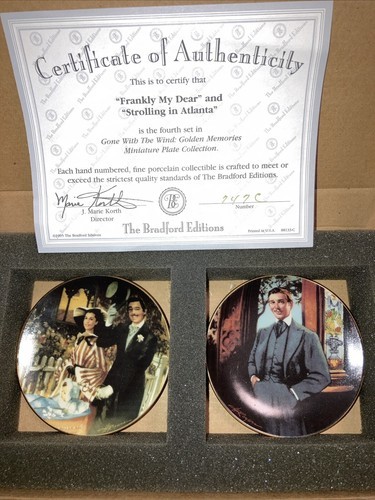 Certificate of Authenticity
This is to certify that
"Frankly My Dear" and
"Strolling in Atlanta"
is the fourth set in
Gone With The Wind: Golden Memories
Miniature Plate Collection.
Each hand numbered, fine porcelain collectible is crafted to meet or
exceed the strictest quality standards of The Bradford Editions.
J. Marie Korth
Director
Number
The Bradford Editions